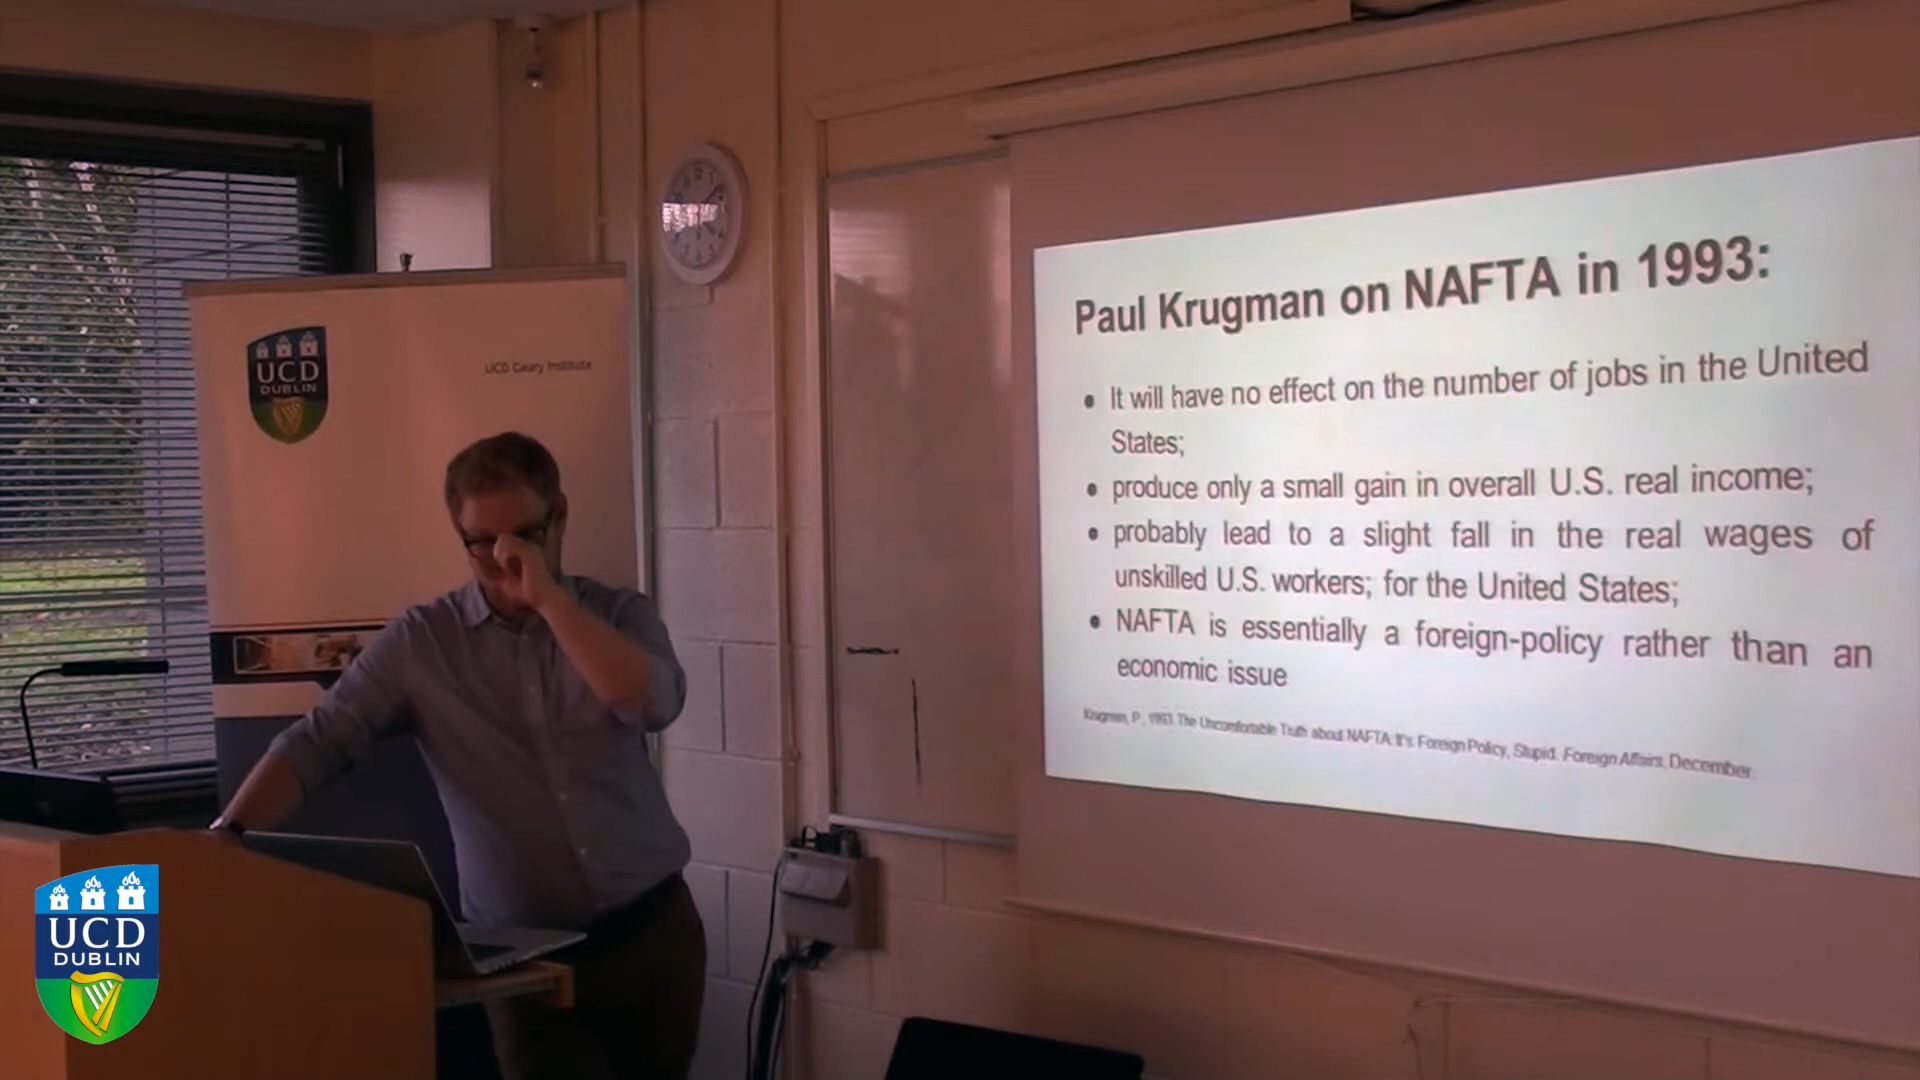 Paul Krugman on NAFTA in 1993:
• It will have no effect on the number of jobs in the United
States;
• produce only a small gain in overall U.S. real income;
• probably lead to a slight fall in the real wages of
unskilled U.S. workers; for the United States;
• NAFTA is essentially a foreign-policy rather than an
economic issue
Krugman, P., 1993. The Uncomfortable Truth about NAFTA: It's Foreign Policy, Stupid. Foreign Affairs, December.
UCD
DUBLIN
UCD Geary Institute
UCD
DUBLIN